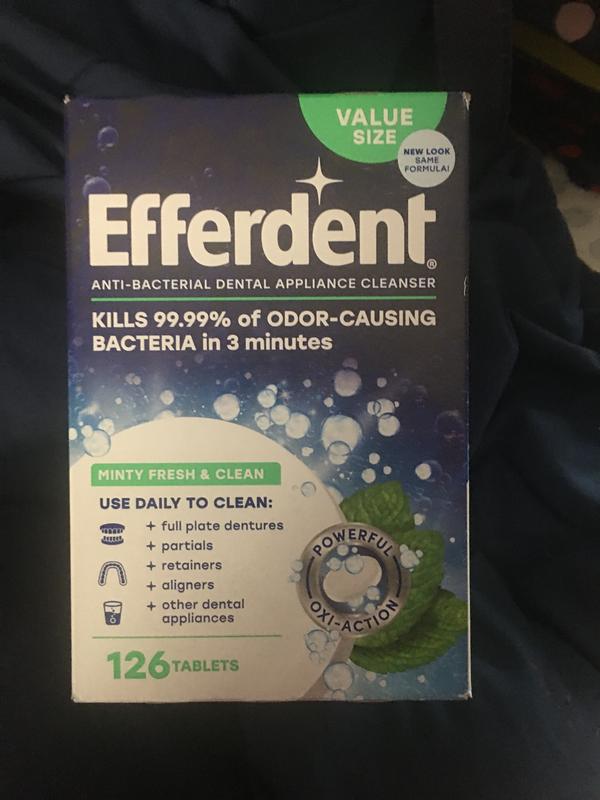 VALUE
SIZE
NEW LOOK
SAME
FORMULA!
Efferdent®
ANTI-BACTERIAL DENTAL APPLIANCE CLEANSER
KILLS 99.99% of ODOR-CAUSING
BACTERIA in 3 minutes
MINTY FRESH & CLEAN
USE DAILY TO CLEAN:
+ full plate dentures
+ partials
+ retainers
+ aligners
+ other dental
appliances
POWERFUL
OXI-ACTION
126 TABLETS